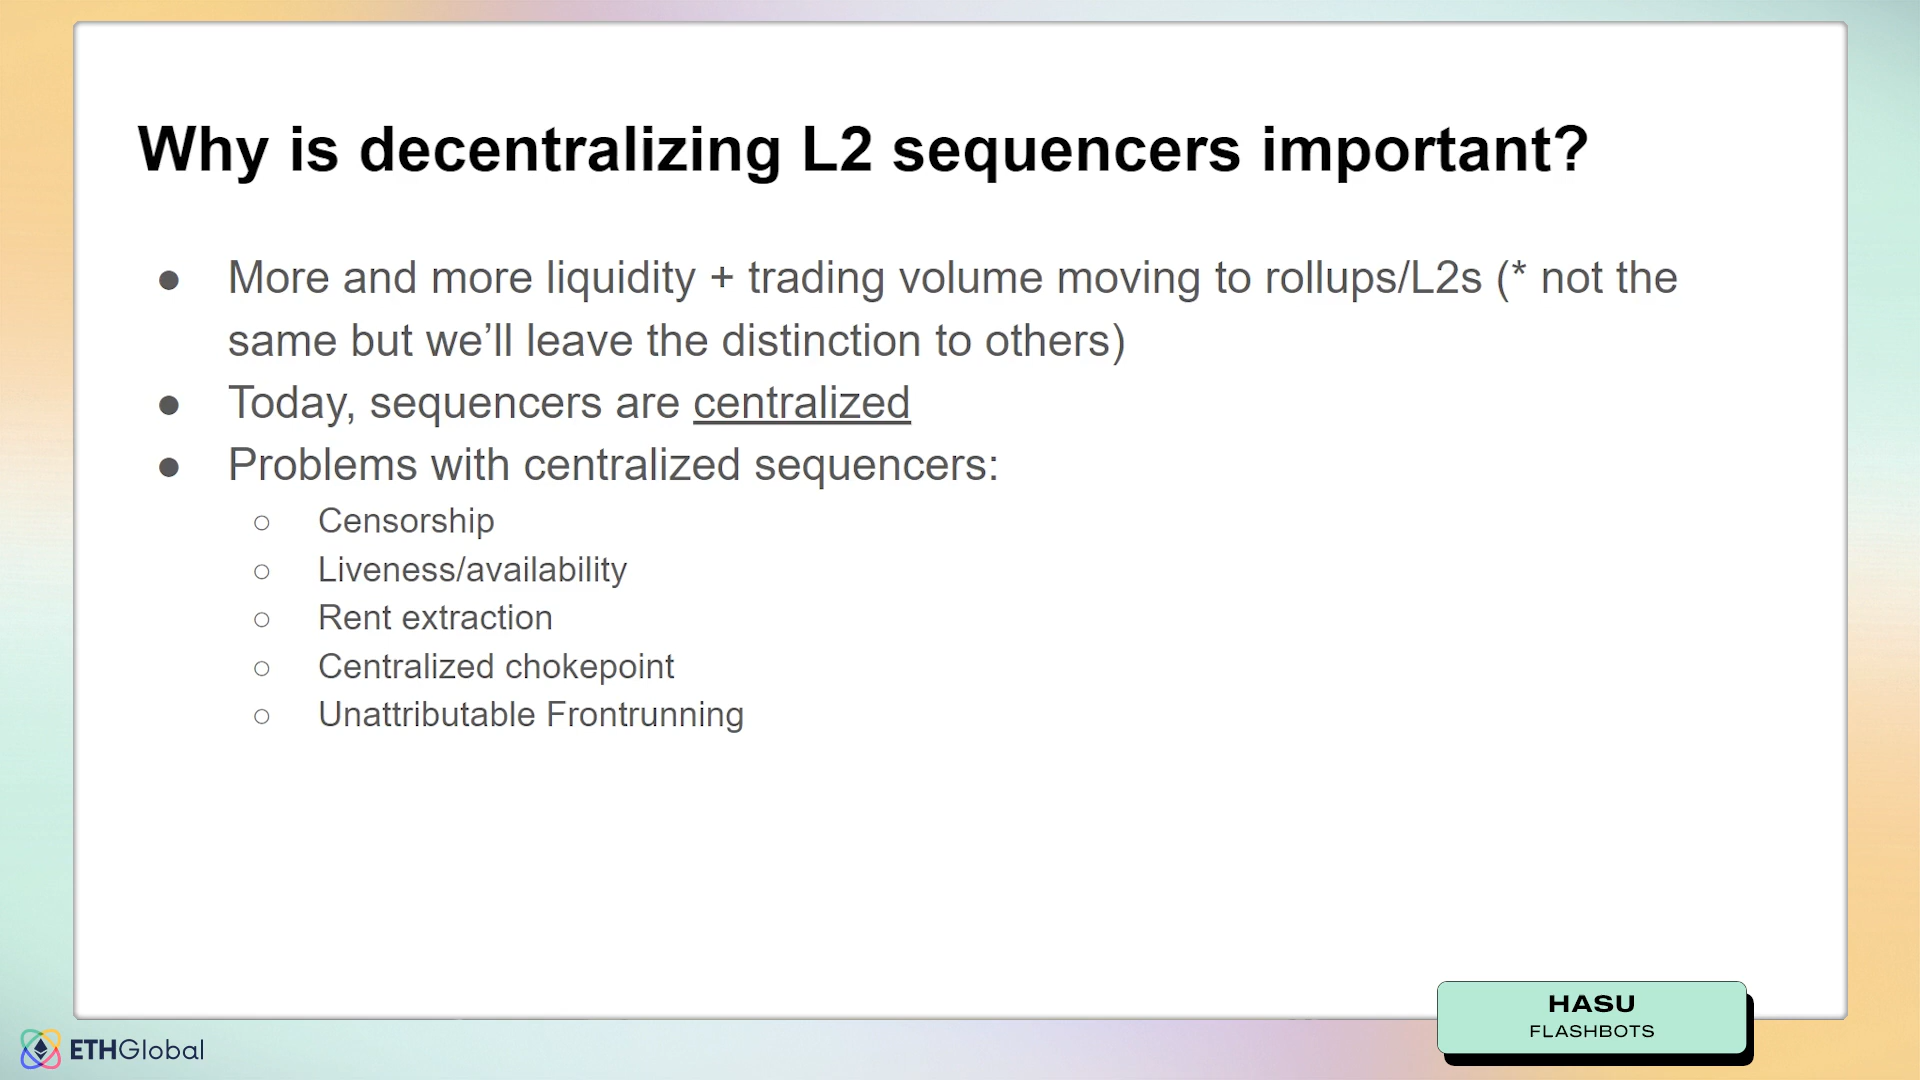 Why is decentralizing L2 sequencers important?
● More and more liquidity + trading volume moving to rollups/L2s (* not the
same but we’ll leave the distinction to others)
● Today, sequencers are centralized
● Problems with centralized sequencers:
○ Censorship
○ Liveness/availability
○ Rent extraction
○ Centralized chokepoint
○ Unattributable Frontrunning
HASU
FLASHBOTS
ETHGlobal